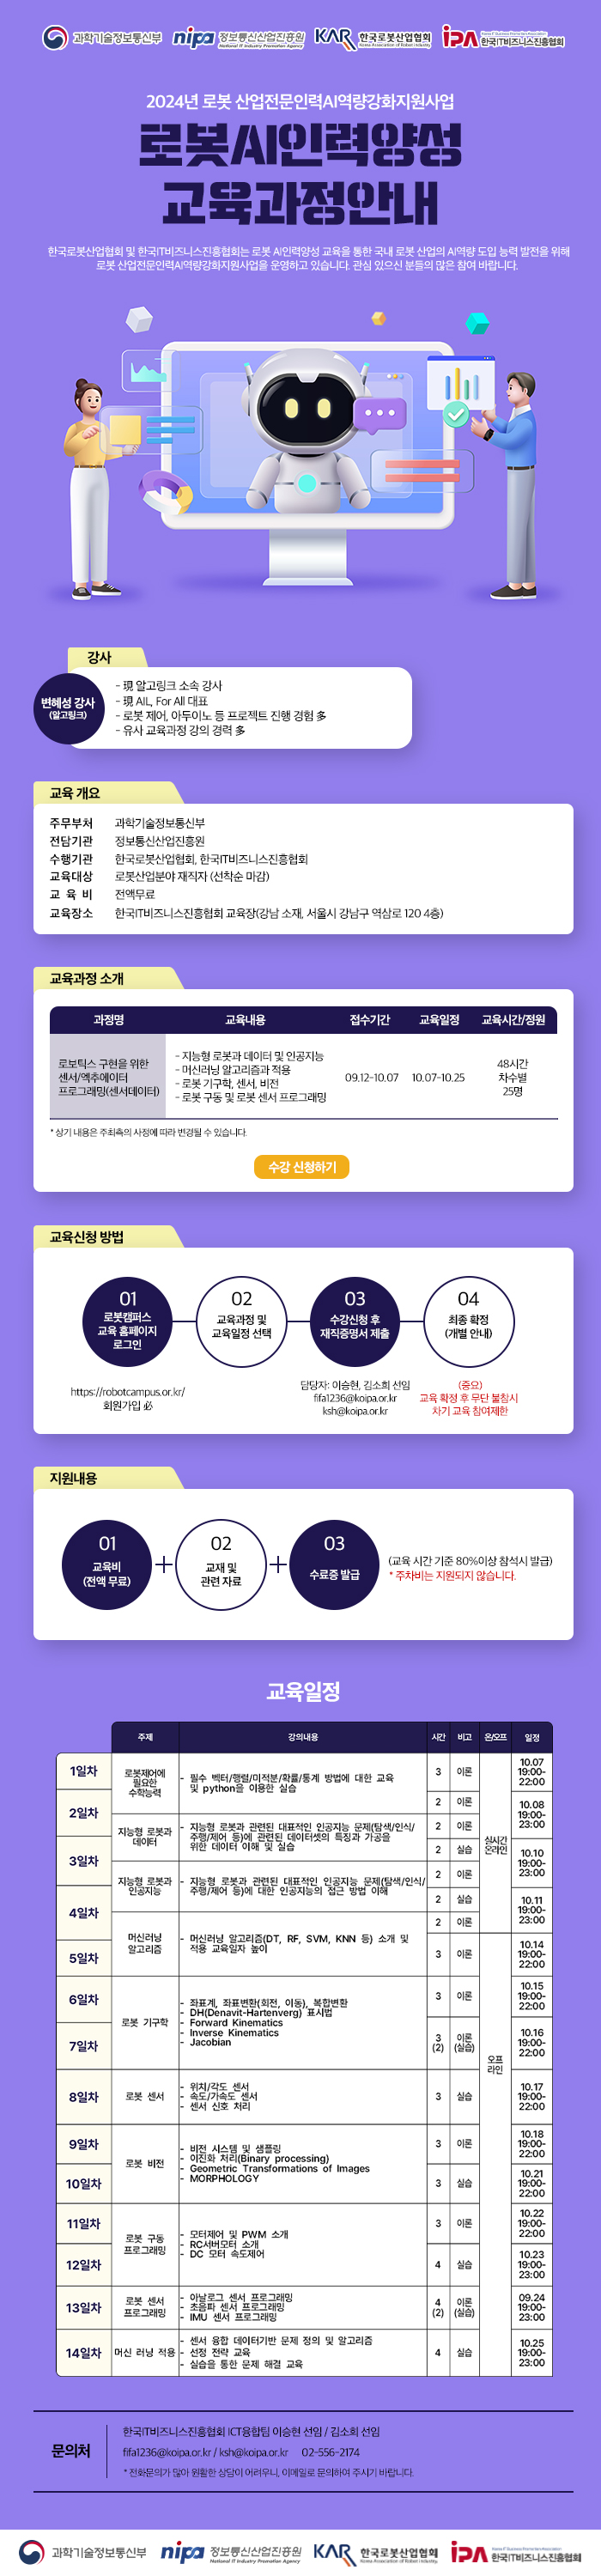 과학기술정보통신부
nipa 정보통신산업진흥원
National IT Industry Promotion Agency
KAR 한국로봇산업협회
Korea Association of Robot Industry
iPA 한국IT비즈니스진흥협회
2024년 로봇 산업전문인력AI역량강화지원사업
로봇AI인력양성
교육과정안내
한국로봇산업협회 및 한국IT비즈니스진흥협회는 로봇 AI인력양성 교육을 통한 국내 로봇 산업의 AI역량 도입 능력 발전을 위해
로봇 산업전문인력AI역량강화지원사업을 운영하고 있습니다. 관심 있으신 분들의 많은 참여 바랍니다.
강사
변혜성 강사
(알고링크)
- 現 알고링크 소속 강사
- 現 AIL, For All 대표
- 로봇 제어, 아두이노 등 프로젝트 진행 경험 多
- 유사 교육과정 강의 경력 多
교육 개요
주무부처 과학기술정보통신부
전담기관 정보통신산업진흥원
수행기관 한국로봇산업협회, 한국IT비즈니스진흥협회
교육대상 로봇산업분야 재직자 (선착순 마감)
교 육 비 전액무료
교육장소 한국IT비즈니스진흥협회 교육장(강남 소재, 서울시 강남구 역삼로 120 4층)
교육과정 소개
과정명 교육내용 접수기간 교육일정 교육시간/정원
로보틱스 구현을 위한
센서/엑추에이터
프로그래밍(센서데이터)
- 지능형 로봇과 데이터 및 인공지능
- 머신러닝 알고리즘과 적용
- 로봇 기구학, 센서, 비전
- 로봇 구동 및 로봇 센서 프로그래밍
09.12-10.07
10.07-10.25
48시간
차수별
25명
* 상기 내용은 주최측의 사정에 따라 변경될 수 있습니다.
수강 신청하기
교육신청 방법
01
로봇캠퍼스
교육 홈페이지
로그인
https://robotcampus.or.kr/
회원가입 必
02
교육과정 및
교육일정 선택
03
수강신청 후
재직증명서 제출
담당자: 이승현, 김소희 선임
fifa1236@koipa.or.kr
ksh@koipa.or.kr
04
최종 확정
(개별 안내)
(중요)
교육 확정 후 무단 불참시
차기 교육 참여제한
지원내용
01
교육비
(전액 무료)
+
02
교재 및
관련 자료
+
03
수료증 발급
(교육 시간 기준 80%이상 참석시 발급)
* 주차비는 지원되지 않습니다.
교육일정
주제 강의내용 시간 비고 온/오프 일정
1일차
2일차
3일차
4일차
5일차
6일차
7일차
8일차
9일차
10일차
11일차
12일차
13일차
14일차
로봇제어에
필요한
수학능력
- 필수 벡터/행렬/미적분/확률/통계 방법에 대한 교육
및 python을 이용한 실습
3 이론
2 이론
지능형 로봇과
데이터
- 지능형 로봇과 관련된 대표적인 인공지능 문제(탐색/인식/
주행/제어 등)에 관련된 데이터셋의 특징과 가공을
위한 데이터 이해 및 실습
2 이론
2 실습
지능형 로봇과
인공지능
- 지능형 로봇과 관련된 대표적인 인공지능 문제(탐색/인식/
주행/제어 등)에 대한 인공지능의 접근 방법 이해
2 이론
2 실습
머신러닝
알고리즘
- 머신러닝 알고리즘(DT, RF, SVM, KNN 등) 소개 및
적용 교육일자 높이
2 이론
3 이론
로봇 기구학
- 좌표계, 좌표변환(회전, 이동), 복합변환
- DH(Denavit-Hartenverg) 표시법
- Forward Kinematics
- Inverse Kinematics
- Jacobian
3 이론
3
(2)
이론
(실습)
로봇 센서
- 위치/각도 센서
- 속도/가속도 센서
- 센서 신호 처리
3 실습
로봇 비전
- 비전 시스템 및 샘플링
- 이진화 처리(Binary processing)
- Geometric Transformations of Images
- MORPHOLOGY
3 이론
3 실습
로봇 구동
프로그래밍
- 모터제어 및 PWM 소개
- RC서버모터 소개
- DC 모터 속도제어
3 이론
4 실습
로봇 센서
프로그래밍
- 아날로그 센서 프로그래밍
- 초음파 센서 프로그래밍
- IMU 센서 프로그래밍
4
(2)
이론
(실습)
머신 러닝 적용
- 센서 융합 데이터기반 문제 정의 및 알고리즘
- 선정 전략 교육
- 실습을 통한 문제 해결 교육
4 실습
실시간
온라인
오프
라인
10.07
19:00-
22:00
10.08
19:00-
23:00
10.10
19:00-
23:00
10.11
19:00-
23:00
10.14
19:00-
22:00
10.15
19:00-
22:00
10.16
19:00-
22:00
10.17
19:00-
22:00
10.18
19:00-
22:00
10.21
19:00-
22:00
10.22
19:00-
22:00
10.23
19:00-
23:00
09.24
19:00-
23:00
10.25
19:00-
23:00
문의처
한국IT비즈니스진흥협회 ICT융합팀 이승현 선임 / 김소희 선임
fifa1236@koipa.or.kr / ksh@koipa.or.kr 02-556-2174
* 전화문의가 많아 원활한 상담이 어려우니, 이메일로 문의하여 주시기 바랍니다.
과학기술정보통신부
nipa 정보통신산업진흥원
National IT Industry Promotion Agency
KAR 한국로봇산업협회
Korea Association of Robot Industry
iPA 한국IT비즈니스진흥협회